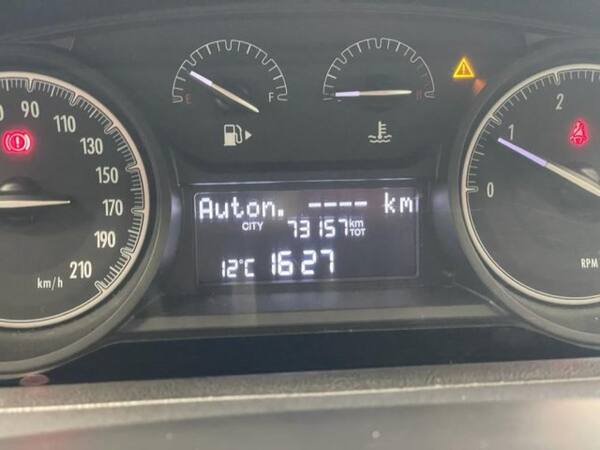 90
110
130
150
170
190
210
km/h
E
F
H
Auton. ---- km
CITY 73157 km TOT
12°C 16 27
0
1
2
RPM